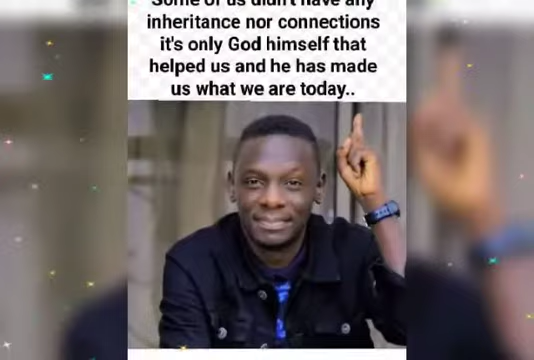 Some of us didn't have any
inheritance nor connections
it's only God himself that
helped us and he has made
us what we are today..